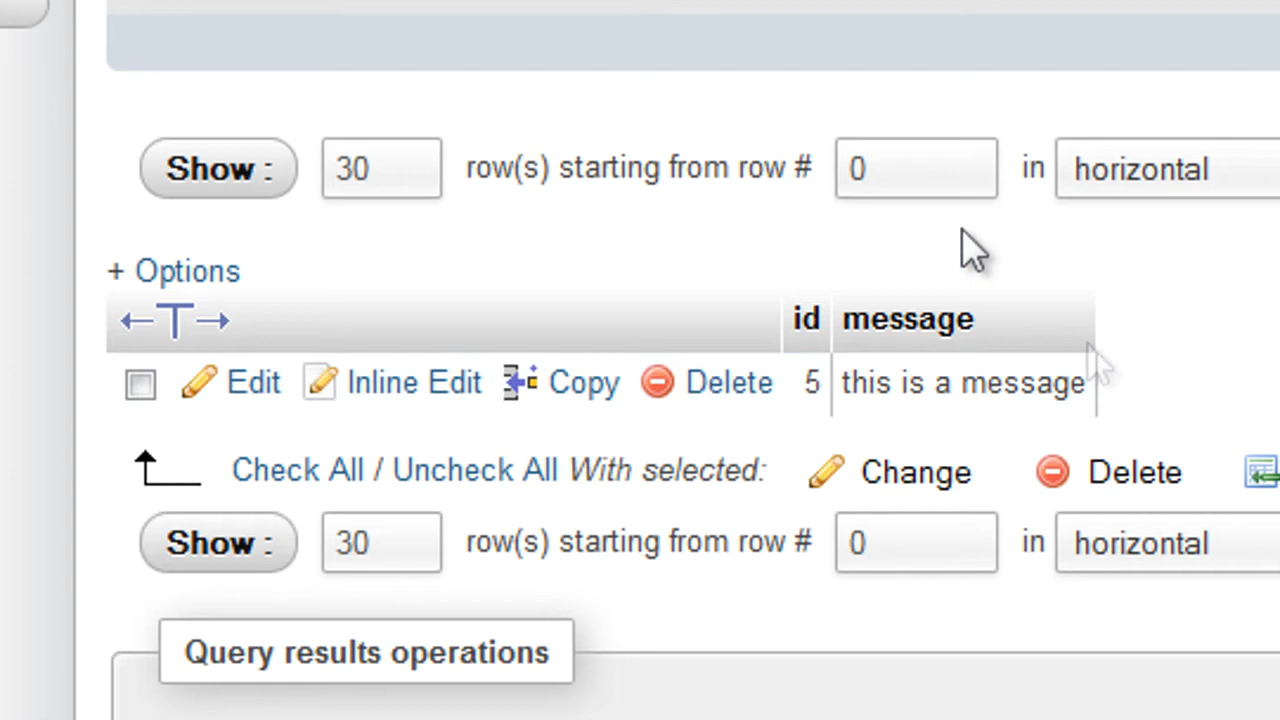 Show : 30 row(s) starting from row # 0 in horizontal
+ Options
←T→ id message
Edit Inline Edit Copy Delete 5 this is a message
Check All / Uncheck All With selected: Change Delete
Show : 30 row(s) starting from row # 0 in horizontal
Query results operations